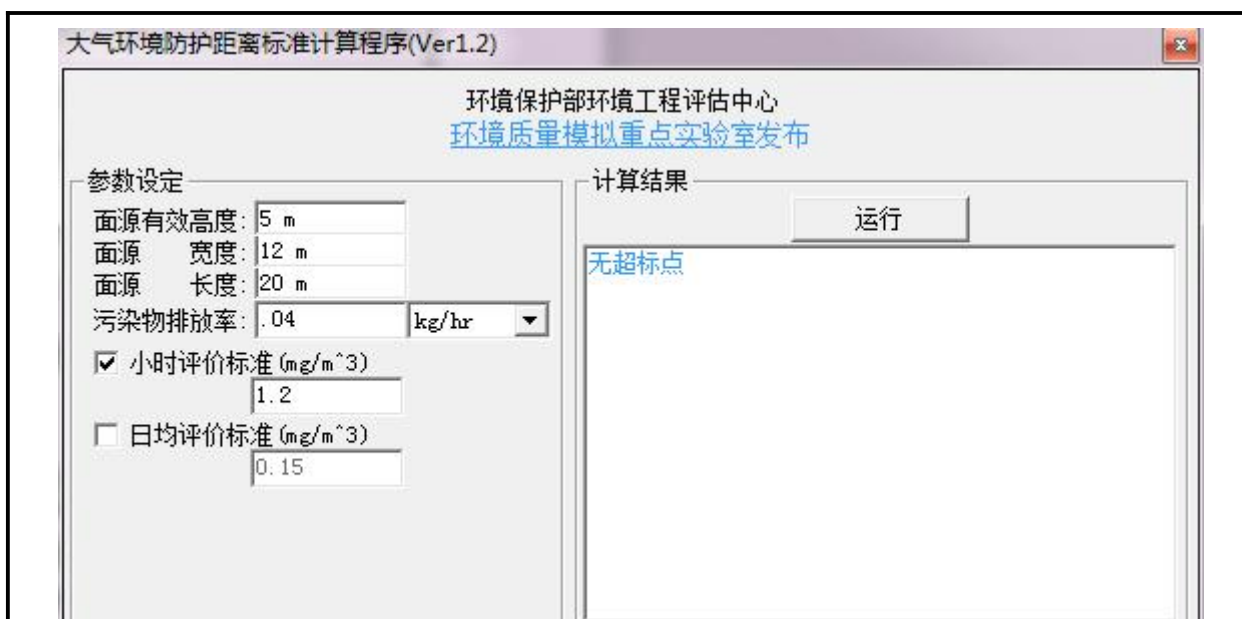 大气环境防护距离标准计算程序(Ver1.2)
环境保护部环境工程评估中心
环境质量模拟重点实验室发布
参数设定
面源有效高度: 5 m
面源 宽度: 12 m
面源 长度: 20 m
污染物排放率: .04 kg/hr
小时评价标准(mg/m^3)
1.2
日均评价标准(mg/m^3)
0.15
计算结果
运行
无超标点